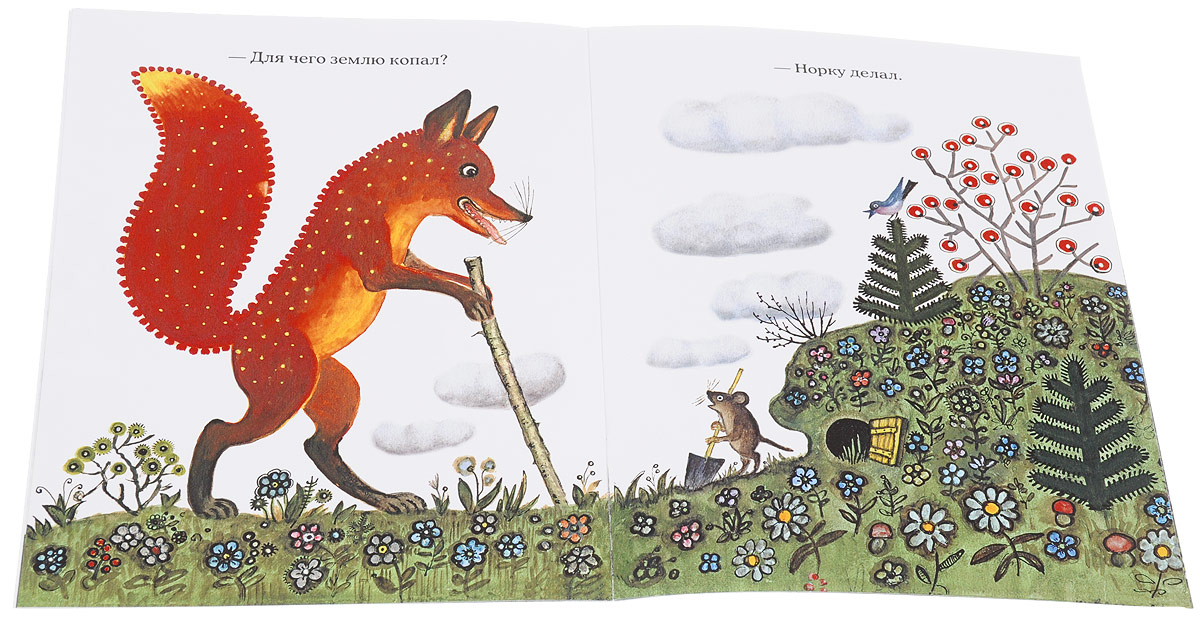 — Для чего землю копал?
— Норку делал.